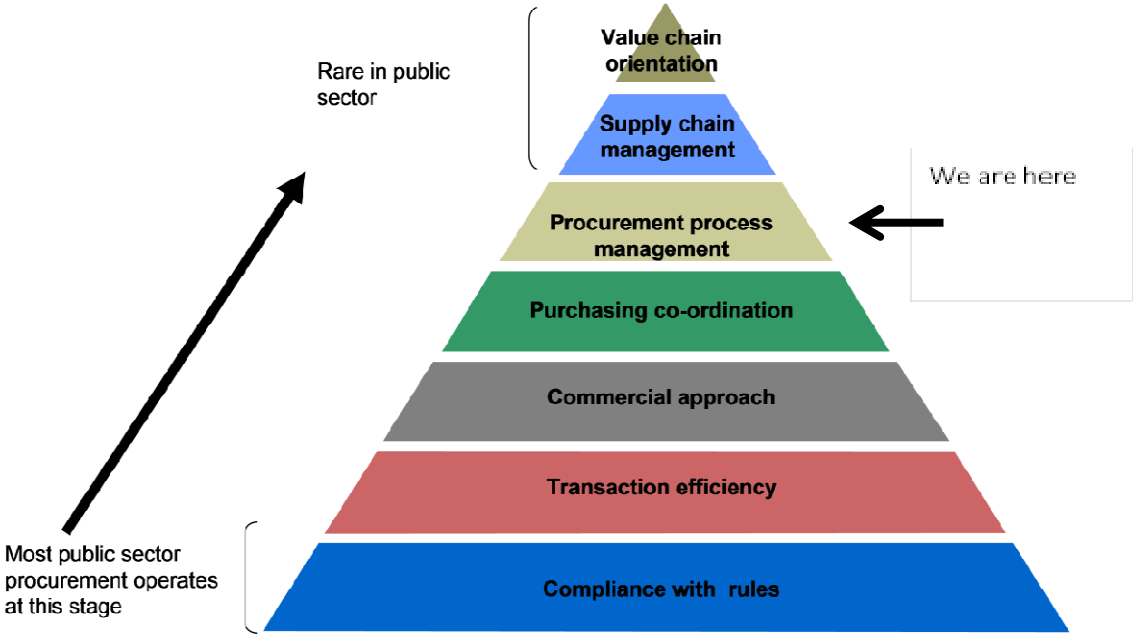 Value chain
orientation
Rare in public
sector
Supply chain
management
We are here
Procurement process
management
Purchasing co-ordination
Commercial approach
Transaction efficiency
Most public sector
procurement operates
at this stage
Compliance with rules